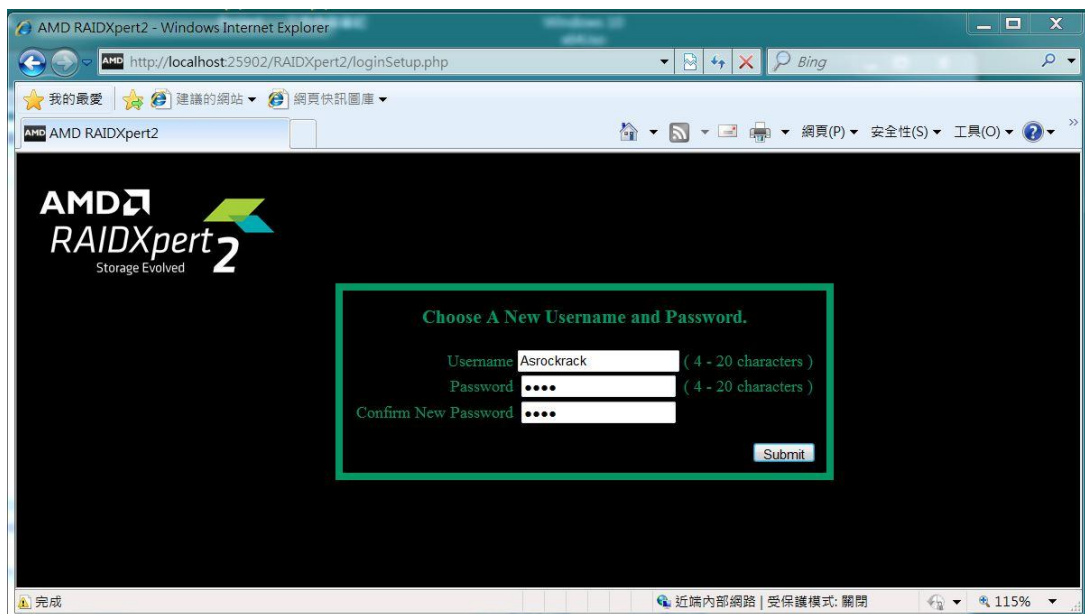 AMD RAIDXpert2 - Windows Internet Explorer
Windows 10
http://localhost:25902/RAIDXpert2/loginSetup.php
Bing
我的最愛
建議的網站
網頁快訊圖庫
AMD RAIDXpert2
網頁(P) 安全性(S) 工具(O)
AMD
RAIDXpert2
Storage Evolved
Choose A New Username and Password.
Username Asrockrack ( 4 - 20 characters )
Password •••• ( 4 - 20 characters )
Confirm New Password ••••
Submit
完成 近端內部網路 | 受保護模式: 關閉 115%